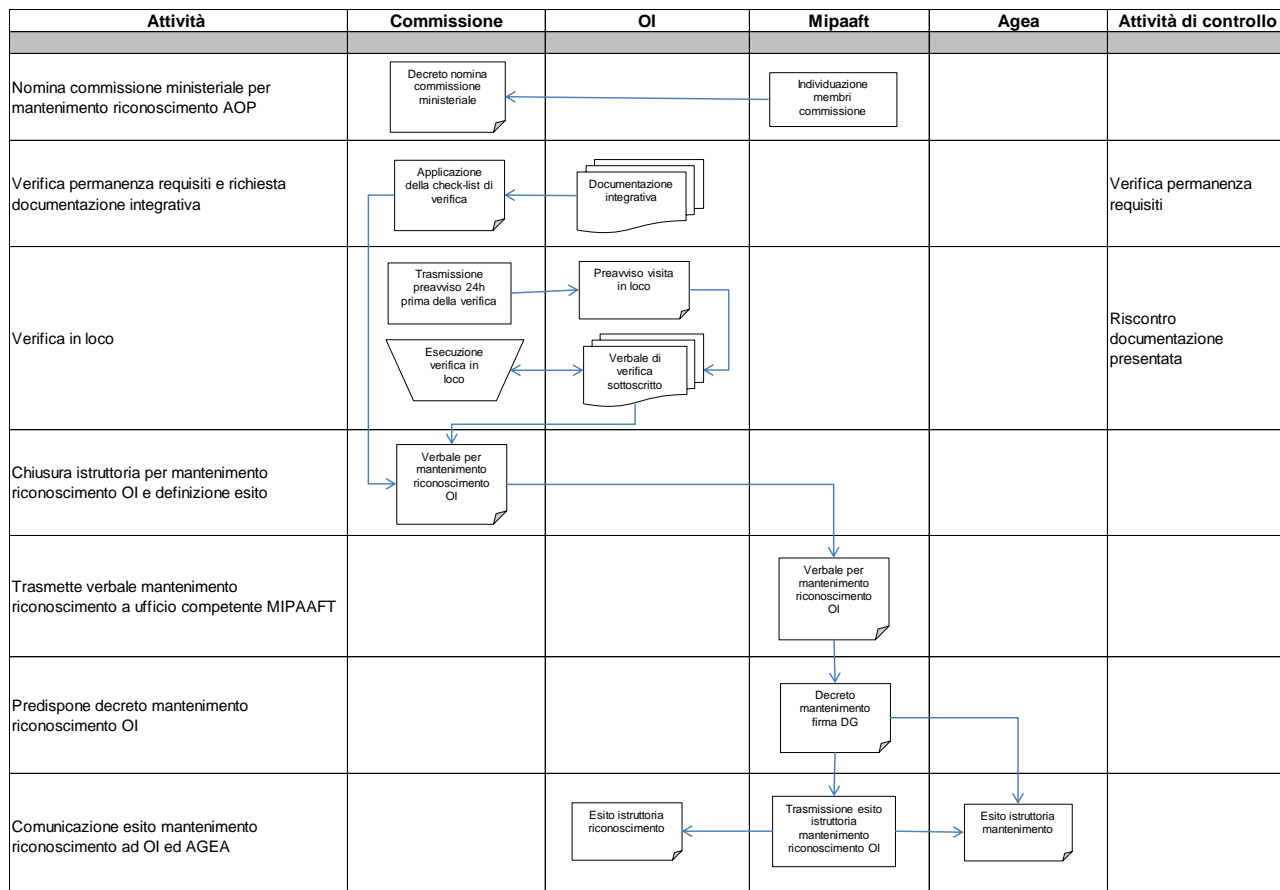 Attività
Commissione
OI
Mipaaft
Agea
Attività di controllo
Nomina commissione ministeriale per
mantenimento riconoscimento AOP
Decreto nomina
commissione
ministeriale
Individuazione
membri
commissione
Verifica permanenza requisiti e richiesta
documentazione integrativa
Applicazione
della check-list di
verifica
Documentazione
integrativa
Verifica permanenza
requisiti
Verifica in loco
Trasmissione
preavviso 24h
prima della verifica
Preavviso visita
in loco
Esecuzione
verifica in
loco
Verbale di
verifica
sottoscritto
Riscontro
documentazione
presentata
Chiusura istruttoria per mantenimento
riconoscimento OI e definizione esito
Verbale per
mantenimento
riconoscimento
OI
Trasmette verbale mantenimento
riconoscimento a ufficio competente MIPAAFT
Verbale per
mantenimento
riconoscimento
OI
Predispone decreto mantenimento
riconoscimento OI
Decreto
mantenimento
firma DG
Comunicazione esito mantenimento
riconoscimento ad OI ed AGEA
Esito istruttoria
riconoscimento
Trasmissione esito
istruttoria
mantenimento
riconoscimento OI
Esito istruttoria
mantenimento